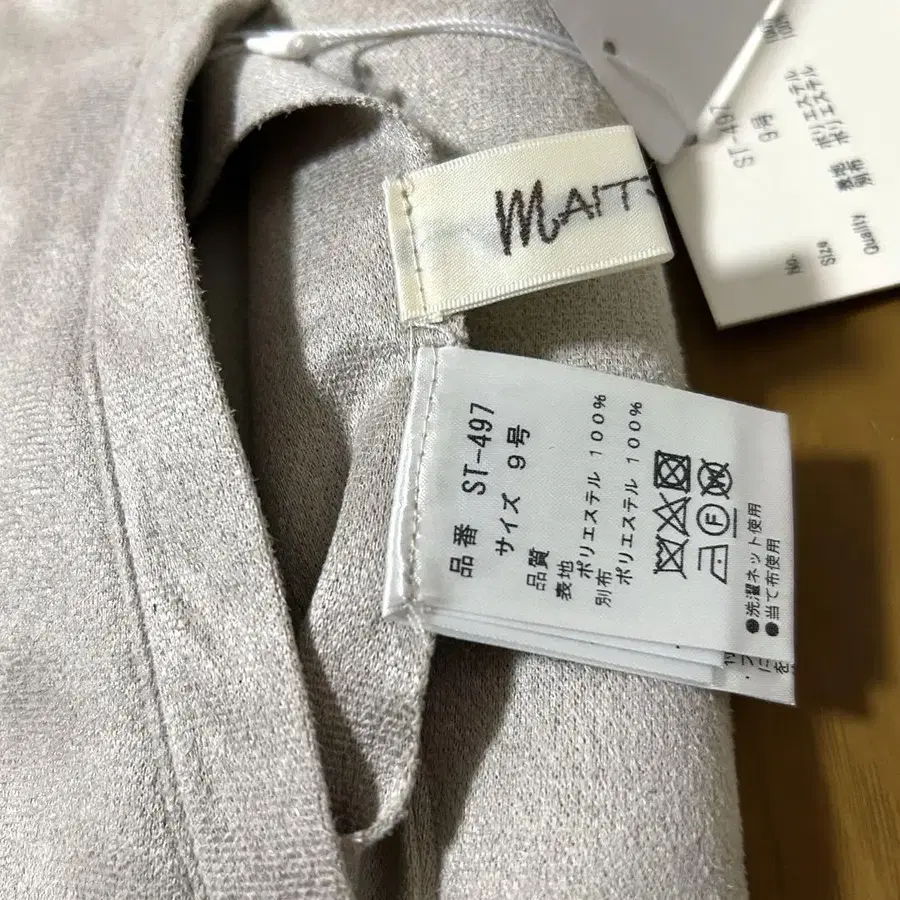 MAIT
品番 ST-497
サイズ 9号
品質
表地
ポリエステル 100%
別布
ポリエステル 100%
F
●洗濯ネット使用
●当て布使用
No. ST-497
Size 9号
Quality 表地 ポリエステル
別布 ポリエステル